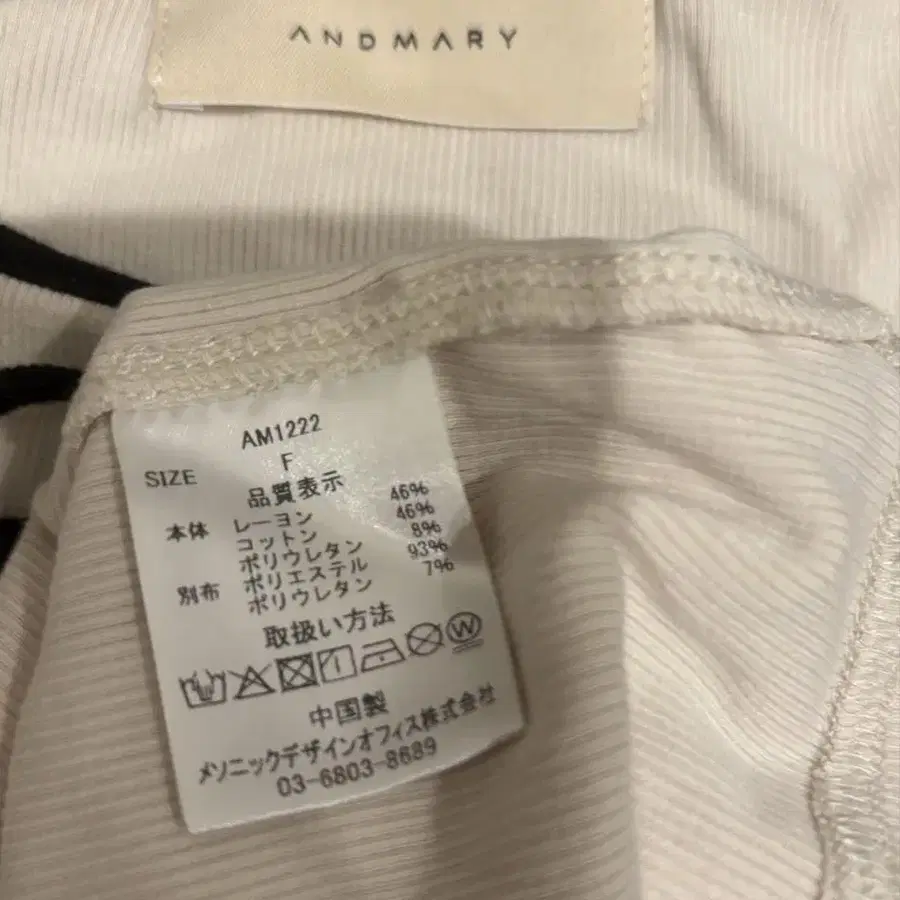 ANDMARY
AM1222
SIZE F
品質表示
本体 レーヨン 46%
コットン 46%
ポリウレタン 8%
別布 ポリエステル 93%
ポリウレタン 7%
取扱い方法
W
中国製
メソニックデザインオフィス株式会社
03-6803-8689